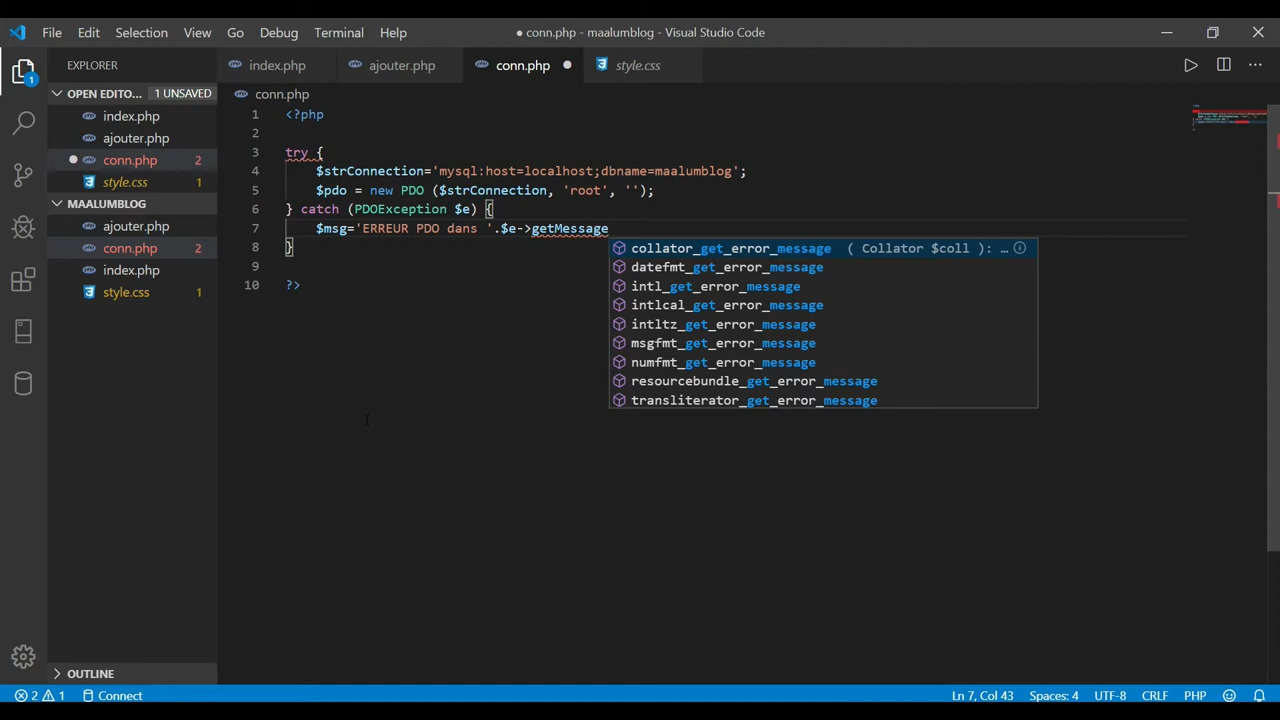 File Edit Selection View Go Debug Terminal Help
● conn.php - maalumblog - Visual Studio Code
EXPLORER
index.php
ajouter.php
conn.php
style.css
OPEN EDITO... 1 UNSAVED
index.php
ajouter.php
conn.php 2
style.css 1
MAALUMBLOG
ajouter.php
conn.php 2
index.php
style.css 1
OUTLINE
1
conn.php
1 <?php
2
3 try {
4 $strConnection='mysql:host=localhost;dbname=maalumblog';
5 $pdo = new PDO ($strConnection, 'root', '');
6 } catch (PDOException $e) {
7 $msg='ERREUR PDO dans '.$e->getMessage
8 }
9
10 ?>
collator_get_error_message ( Collator $coll ): …
datefmt_get_error_message
intl_get_error_message
intlcal_get_error_message
intltz_get_error_message
msgfmt_get_error_message
numfmt_get_error_message
resourcebundle_get_error_message
transliterator_get_error_message
2 1 Connect
Ln 7, Col 43 Spaces: 4 UTF-8 CRLF PHP